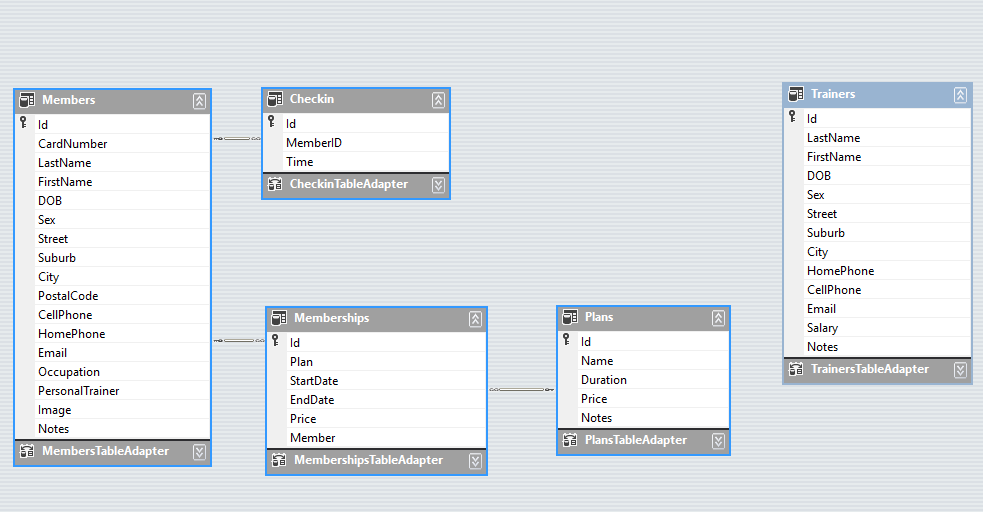 Members
Id
CardNumber
LastName
FirstName
DOB
Sex
Street
Suburb
City
PostalCode
CellPhone
HomePhone
Email
Occupation
PersonalTrainer
Image
Notes
MembersTableAdapter
Checkin
Id
MemberID
Time
CheckinTableAdapter
Memberships
Id
Plan
StartDate
EndDate
Price
Member
MembershipsTableAdapter
Plans
Id
Name
Duration
Price
Notes
PlansTableAdapter
Trainers
Id
LastName
FirstName
DOB
Sex
Street
Suburb
City
HomePhone
CellPhone
Email
Salary
Notes
TrainersTableAdapter